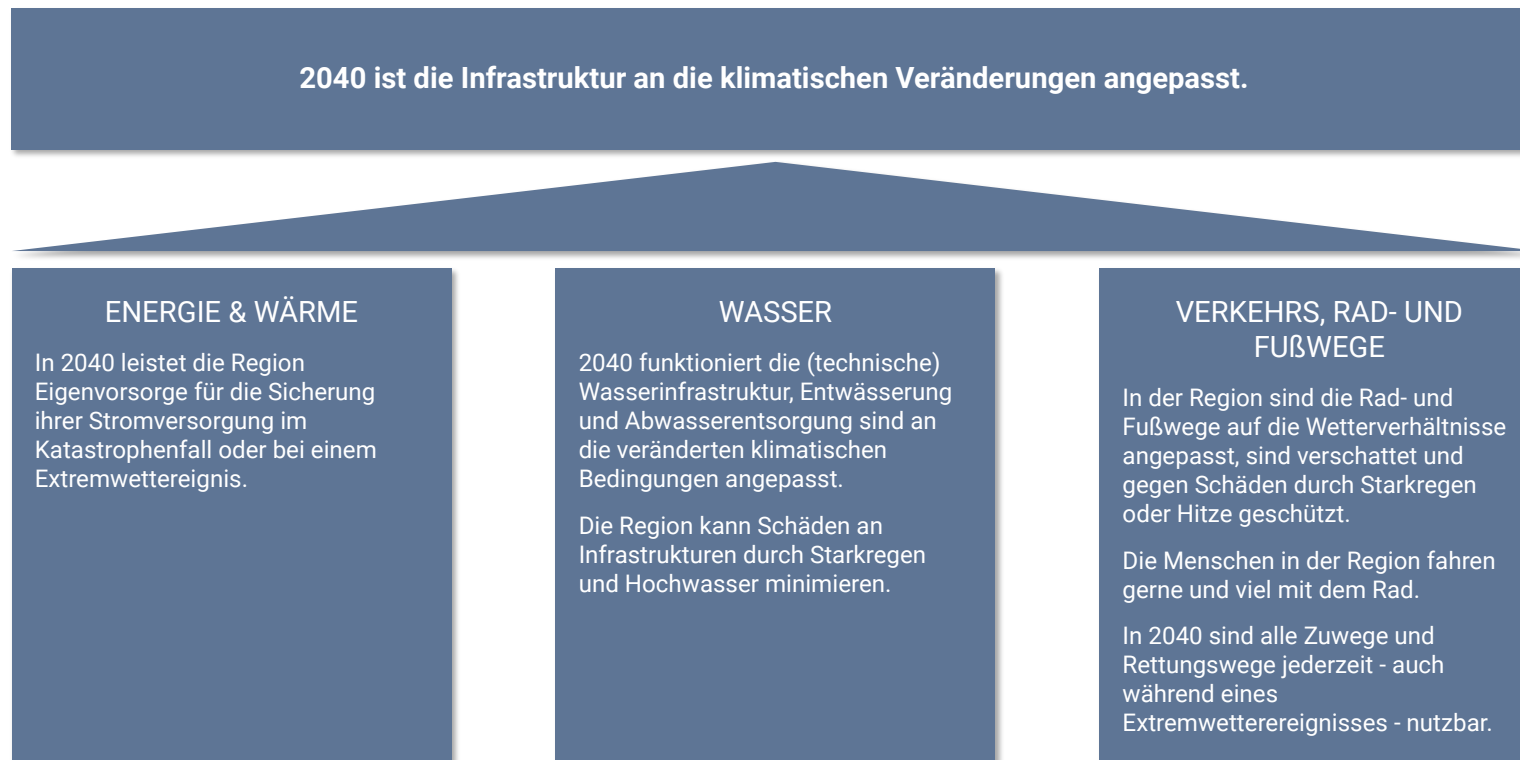 2040 ist die Infrastruktur an die klimatischen Veränderungen angepasst.
ENERGIE & WÄRME
In 2040 leistet die Region
Eigenvorsorge für die Sicherung
ihrer Stromversorgung im
Katastrophenfall oder bei einem
Extremwettereignis.
WASSER
2040 funktioniert die (technische)
Wasserinfrastruktur, Entwässerung
und Abwasserentsorgung sind an
die veränderten klimatischen
Bedingungen angepasst.
Die Region kann Schäden an
Infrastrukturen durch Starkregen
und Hochwasser minimieren.
VERKEHRS, RAD- UND
FUßWEGE
In der Region sind die Rad- und
Fußwege auf die Wetterverhältnisse
angepasst, sind verschattet und
gegen Schäden durch Starkregen
oder Hitze geschützt.
Die Menschen in der Region fahren
gerne und viel mit dem Rad.
In 2040 sind alle Zuwege und
Rettungswege jederzeit - auch
während eines
Extremwetterereignisses - nutzbar.